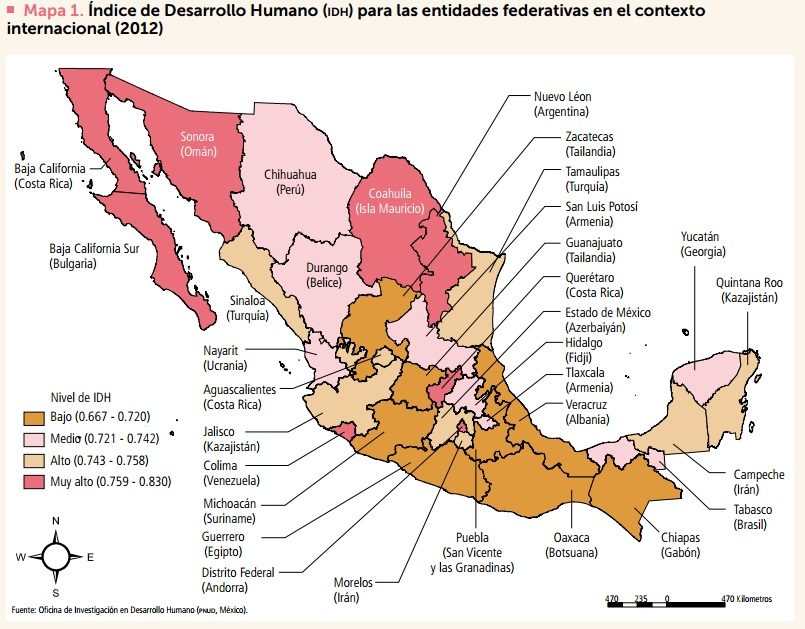 Mapa 1. Índice de Desarrollo Humano (IDH) para las entidades federativas en el contexto
internacional (2012)
Nuevo Léon
(Argentina)
Zacatecas
(Tailandia)
Tamaulipas
(Turquía)
San Luis Potosí
(Armenia)
Guanajuato
(Tailandia)
Querétaro
(Costa Rica)
Estado de México
(Azerbaiyán)
Hidalgo
(Fidji)
Tlaxcala
(Armenia)
Veracruz
(Albania)
Yucatán
(Georgia)
Quintana Roo
(Kazajistán)
Sonora
(Omán)
Chihuahua
(Perú)
Coahuila
(Isla Mauricio)
Durango
(Belice)
Baja California
(Costa Rica)
Baja California Sur
(Bulgaria)
Sinaloa
(Turquía)
Nayarit
(Ucrania)
Aguascalientes
(Costa Rica)
Jalisco
(Kazajistán)
Colima
(Venezuela)
Michoacán
(Suriname)
Guerrero
(Egipto)
Distrito Federal
(Andorra)
Morelos
(Irán)
Puebla
(San Vicente
y las Granadinas)
Oaxaca
(Botsuana)
Chiapas
(Gabón)
Tabasco
(Brasil)
Campeche
(Irán)
Nivel de IDH
Bajo (0.667 - 0.720)
Medio (0.721 - 0.742)
Alto (0.743 - 0.758)
Muy alto (0.759 - 0.830)
N
W E
S
470 235 0 470 Kilometros
Fuente: Oficina de Investigación en Desarrollo Humano (PNUD, México).